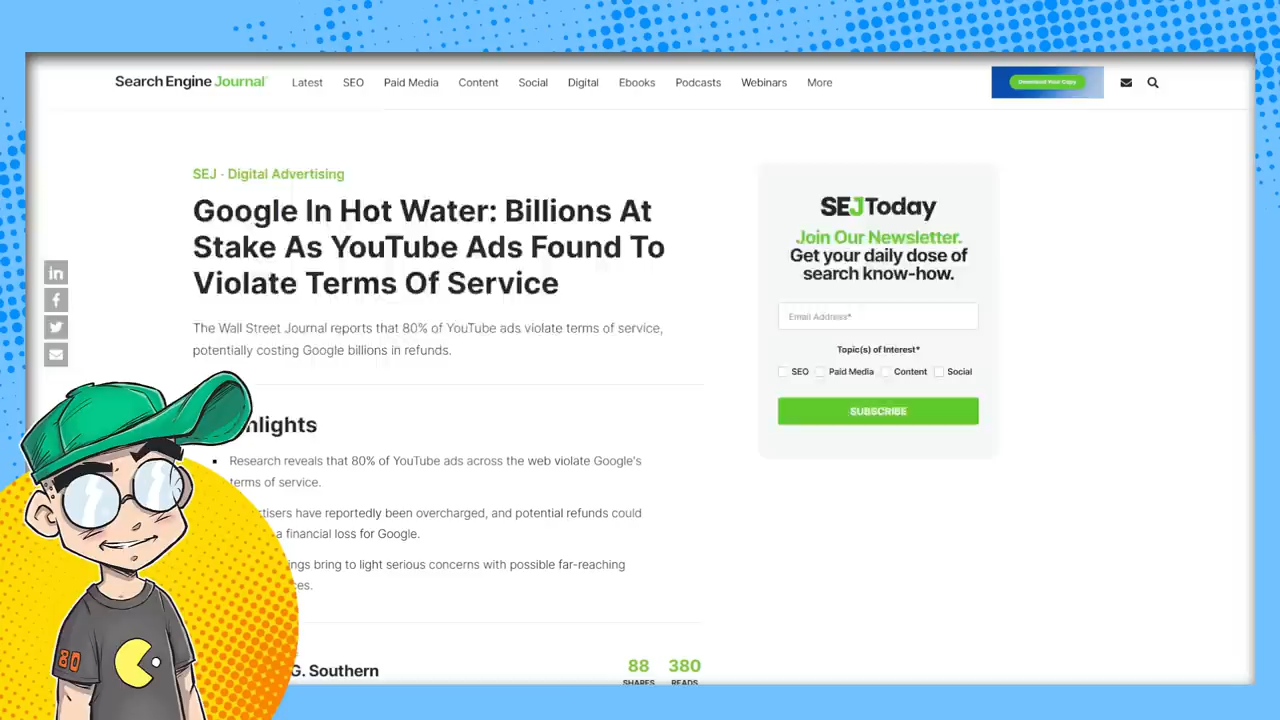 Search Engine Journal
Latest SEO Paid Media Content Social Digital Ebooks Podcasts Webinars More
Download Your Copy
SEJ - Digital Advertising
Google In Hot Water: Billions At
Stake As YouTube Ads Found To
Violate Terms Of Service
The Wall Street Journal reports that 80% of YouTube ads violate terms of service,
potentially costing Google billions in refunds.
hlights
Research reveals that 80% of YouTube ads across the web violate Google's
terms of service.
tisers have reportedly been overcharged, and potential refunds could
a financial loss for Google.
ngs bring to light serious concerns with possible far-reaching
ces.
G. Southern
88 380
SHARES READS
SEJToday
Join Our Newsletter.
Get your daily dose of
search know-how.
Email Address*
Topic(s) of Interest*
SEO Paid Media Content Social
SUBSCRIBE
80